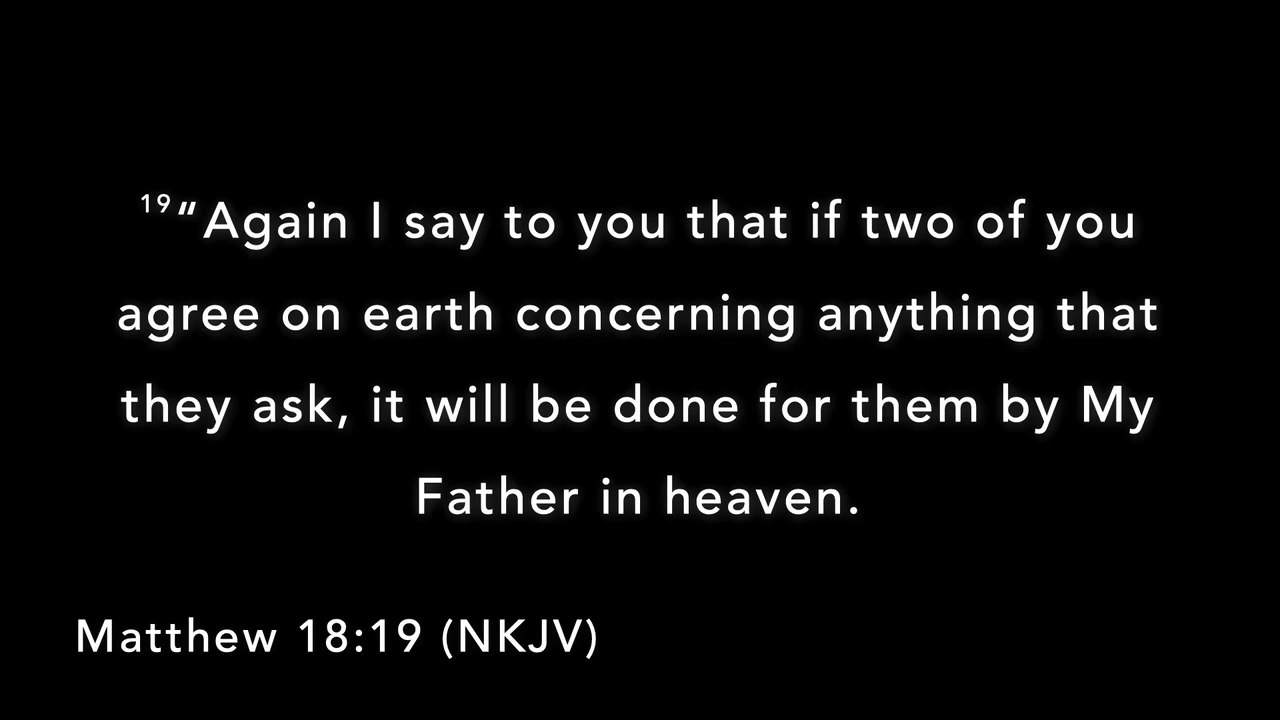 19“Again I say to you that if two of you
agree on earth concerning anything that
they ask, it will be done for them by My
Father in heaven.
Matthew 18:19 (NKJV)